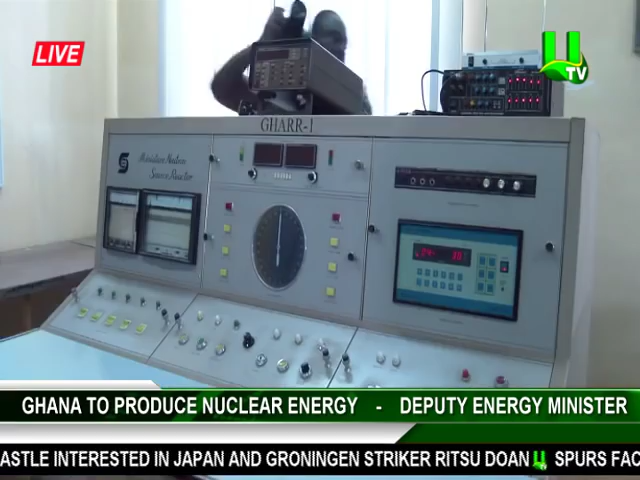 LIVE
U
TV
GHARR-1
Miniature Neutron
Source Reactor
GHANA TO PRODUCE NUCLEAR ENERGY - DEPUTY ENERGY MINISTER
ASTLE INTERESTED IN JAPAN AND GRONINGEN STRIKER RITSU DOAN U SPURS FAC